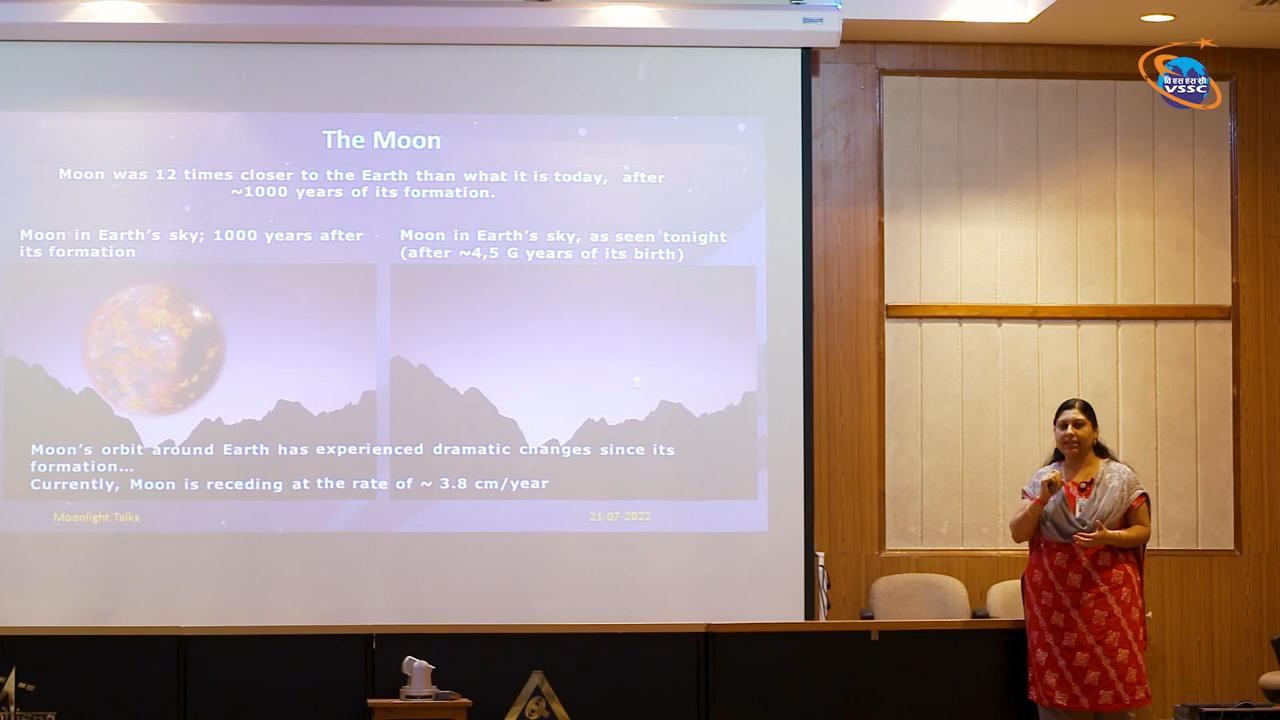 The Moon
Moon was 12 times closer to the Earth than what it is today, after
~1000 years of its formation.
Moon in Earth's sky; 1000 years after
its formation
Moon in Earth's sky, as seen tonight
(after ~4,5 G years of its birth)
Moon's orbit around Earth has experienced dramatic changes since its
formation...
Currently, Moon is receding at the rate of ~ 3.8 cm/year
Moonlight Talks
21-07-2022
वी एस एस सी
VSSC